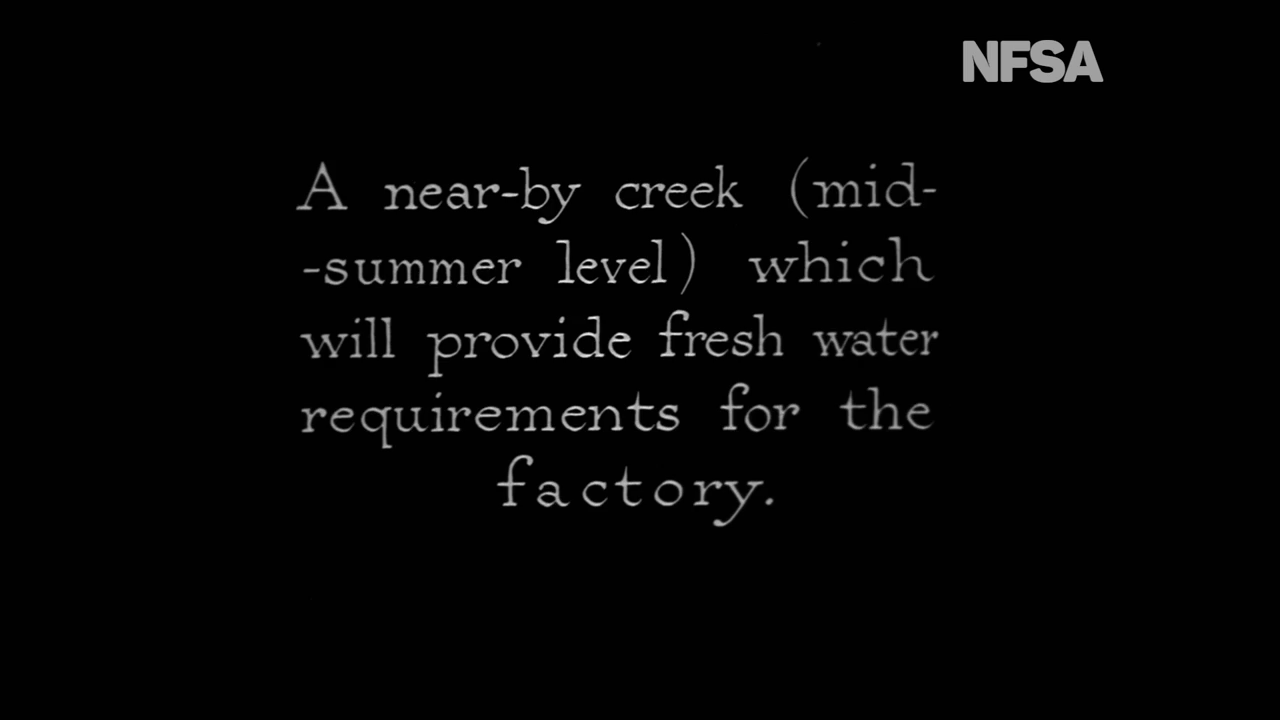 NFSA
A near-by creek (mid-
-summer level) which
will provide fresh water
requirements for the
factory.